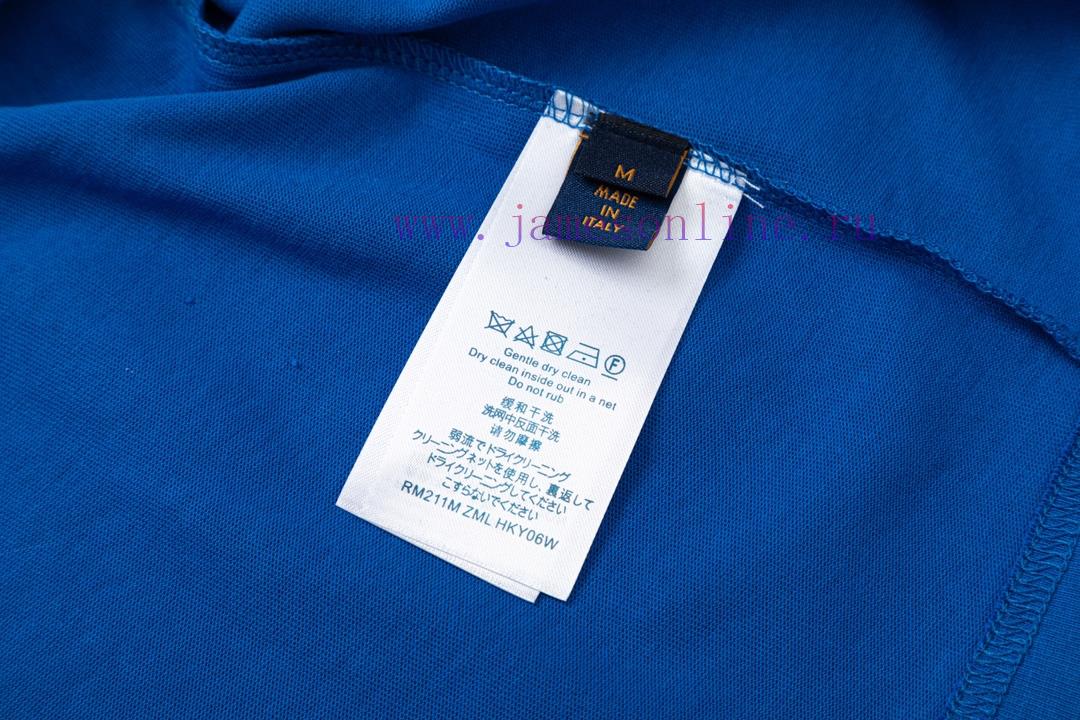 M
MADE
IN
ITALY
F
Gentle dry clean
Dry clean inside out in a net
Do not rub
缓和干洗
洗网中反面干洗
请勿摩擦
弱流でドライクリーニング
クリーニングネットを使用し、裏返して
ドライクリーニングしてください
こすらないでください
RM211M ZML HKY06W